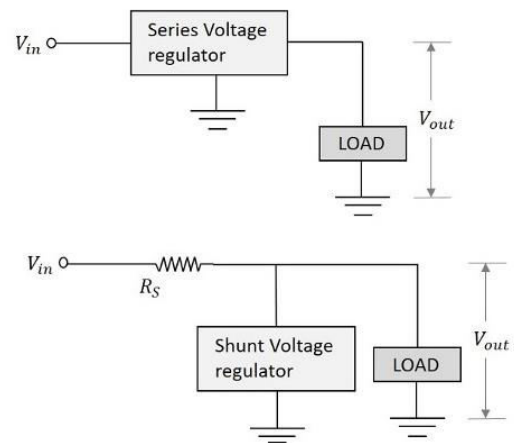 Series Voltage
regulator
V_in
V_out
LOAD
V_in
R_S
Shunt Voltage
regulator
V_out
LOAD